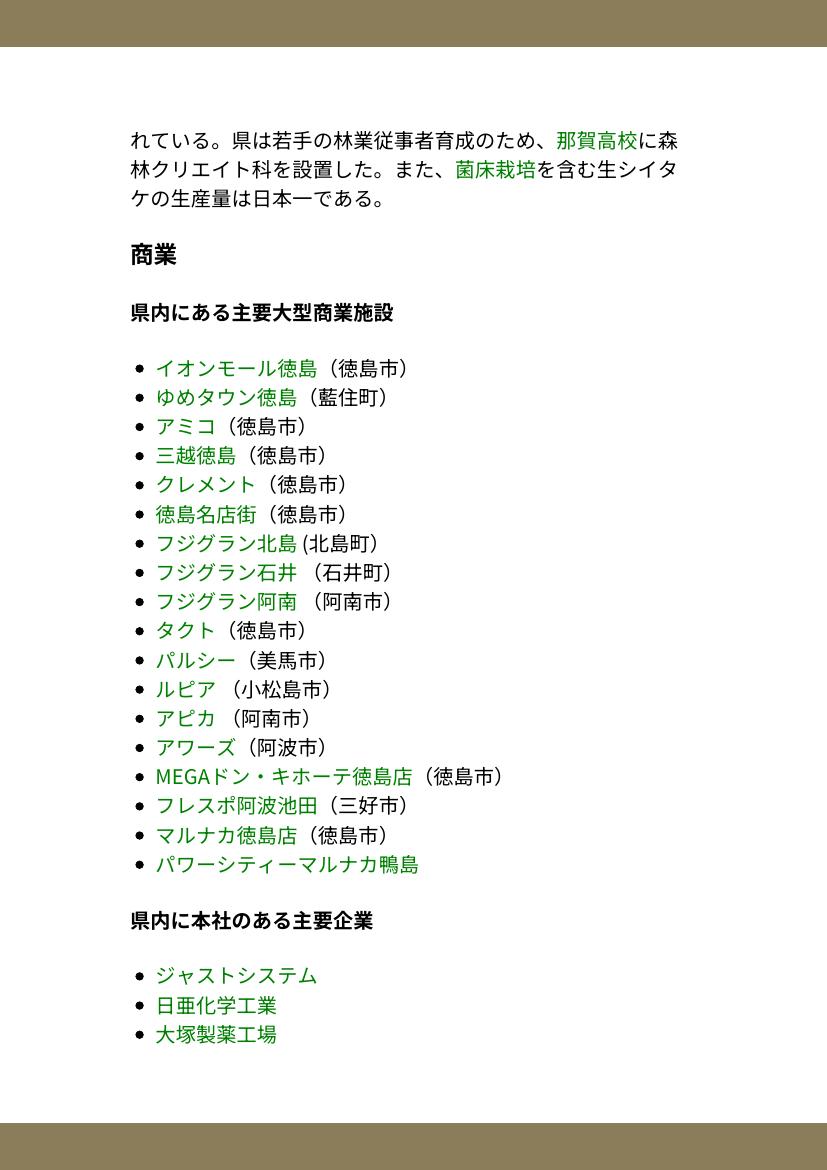 れている。県は若手の林業従事者育成のため、那賀高校に森
林クリエイト科を設置した。また、菌床栽培を含む生シイタ
ケの生産量は日本一である。
商業
県内にある主要大型商業施設
イオンモール徳島（徳島市）
ゆめタウン徳島（藍住町）
アミコ（徳島市）
三越徳島（徳島市）
クレメント（徳島市）
徳島名店街（徳島市）
フジグラン北島 (北島町）
フジグラン石井 （石井町）
フジグラン阿南 （阿南市）
タクト（徳島市）
パルシー（美馬市）
ルピア （小松島市）
アピカ （阿南市）
アワーズ（阿波市）
MEGAドン・キホーテ徳島店（徳島市）
フレスポ阿波池田（三好市）
マルナカ徳島店（徳島市）
パワーシティーマルナカ鴨島
県内に本社のある主要企業
ジャストシステム
日亜化学工業
大塚製薬工場